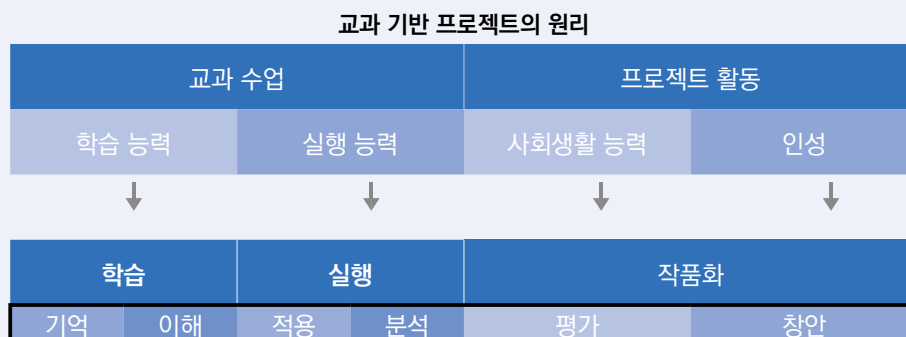 교과 기반 프로젝트의 원리
교과 수업 프로젝트 활동
학습 능력 실행 능력 사회생활 능력 인성
학습 실행 작품화
기억 이해 적용 분석 평가 창안